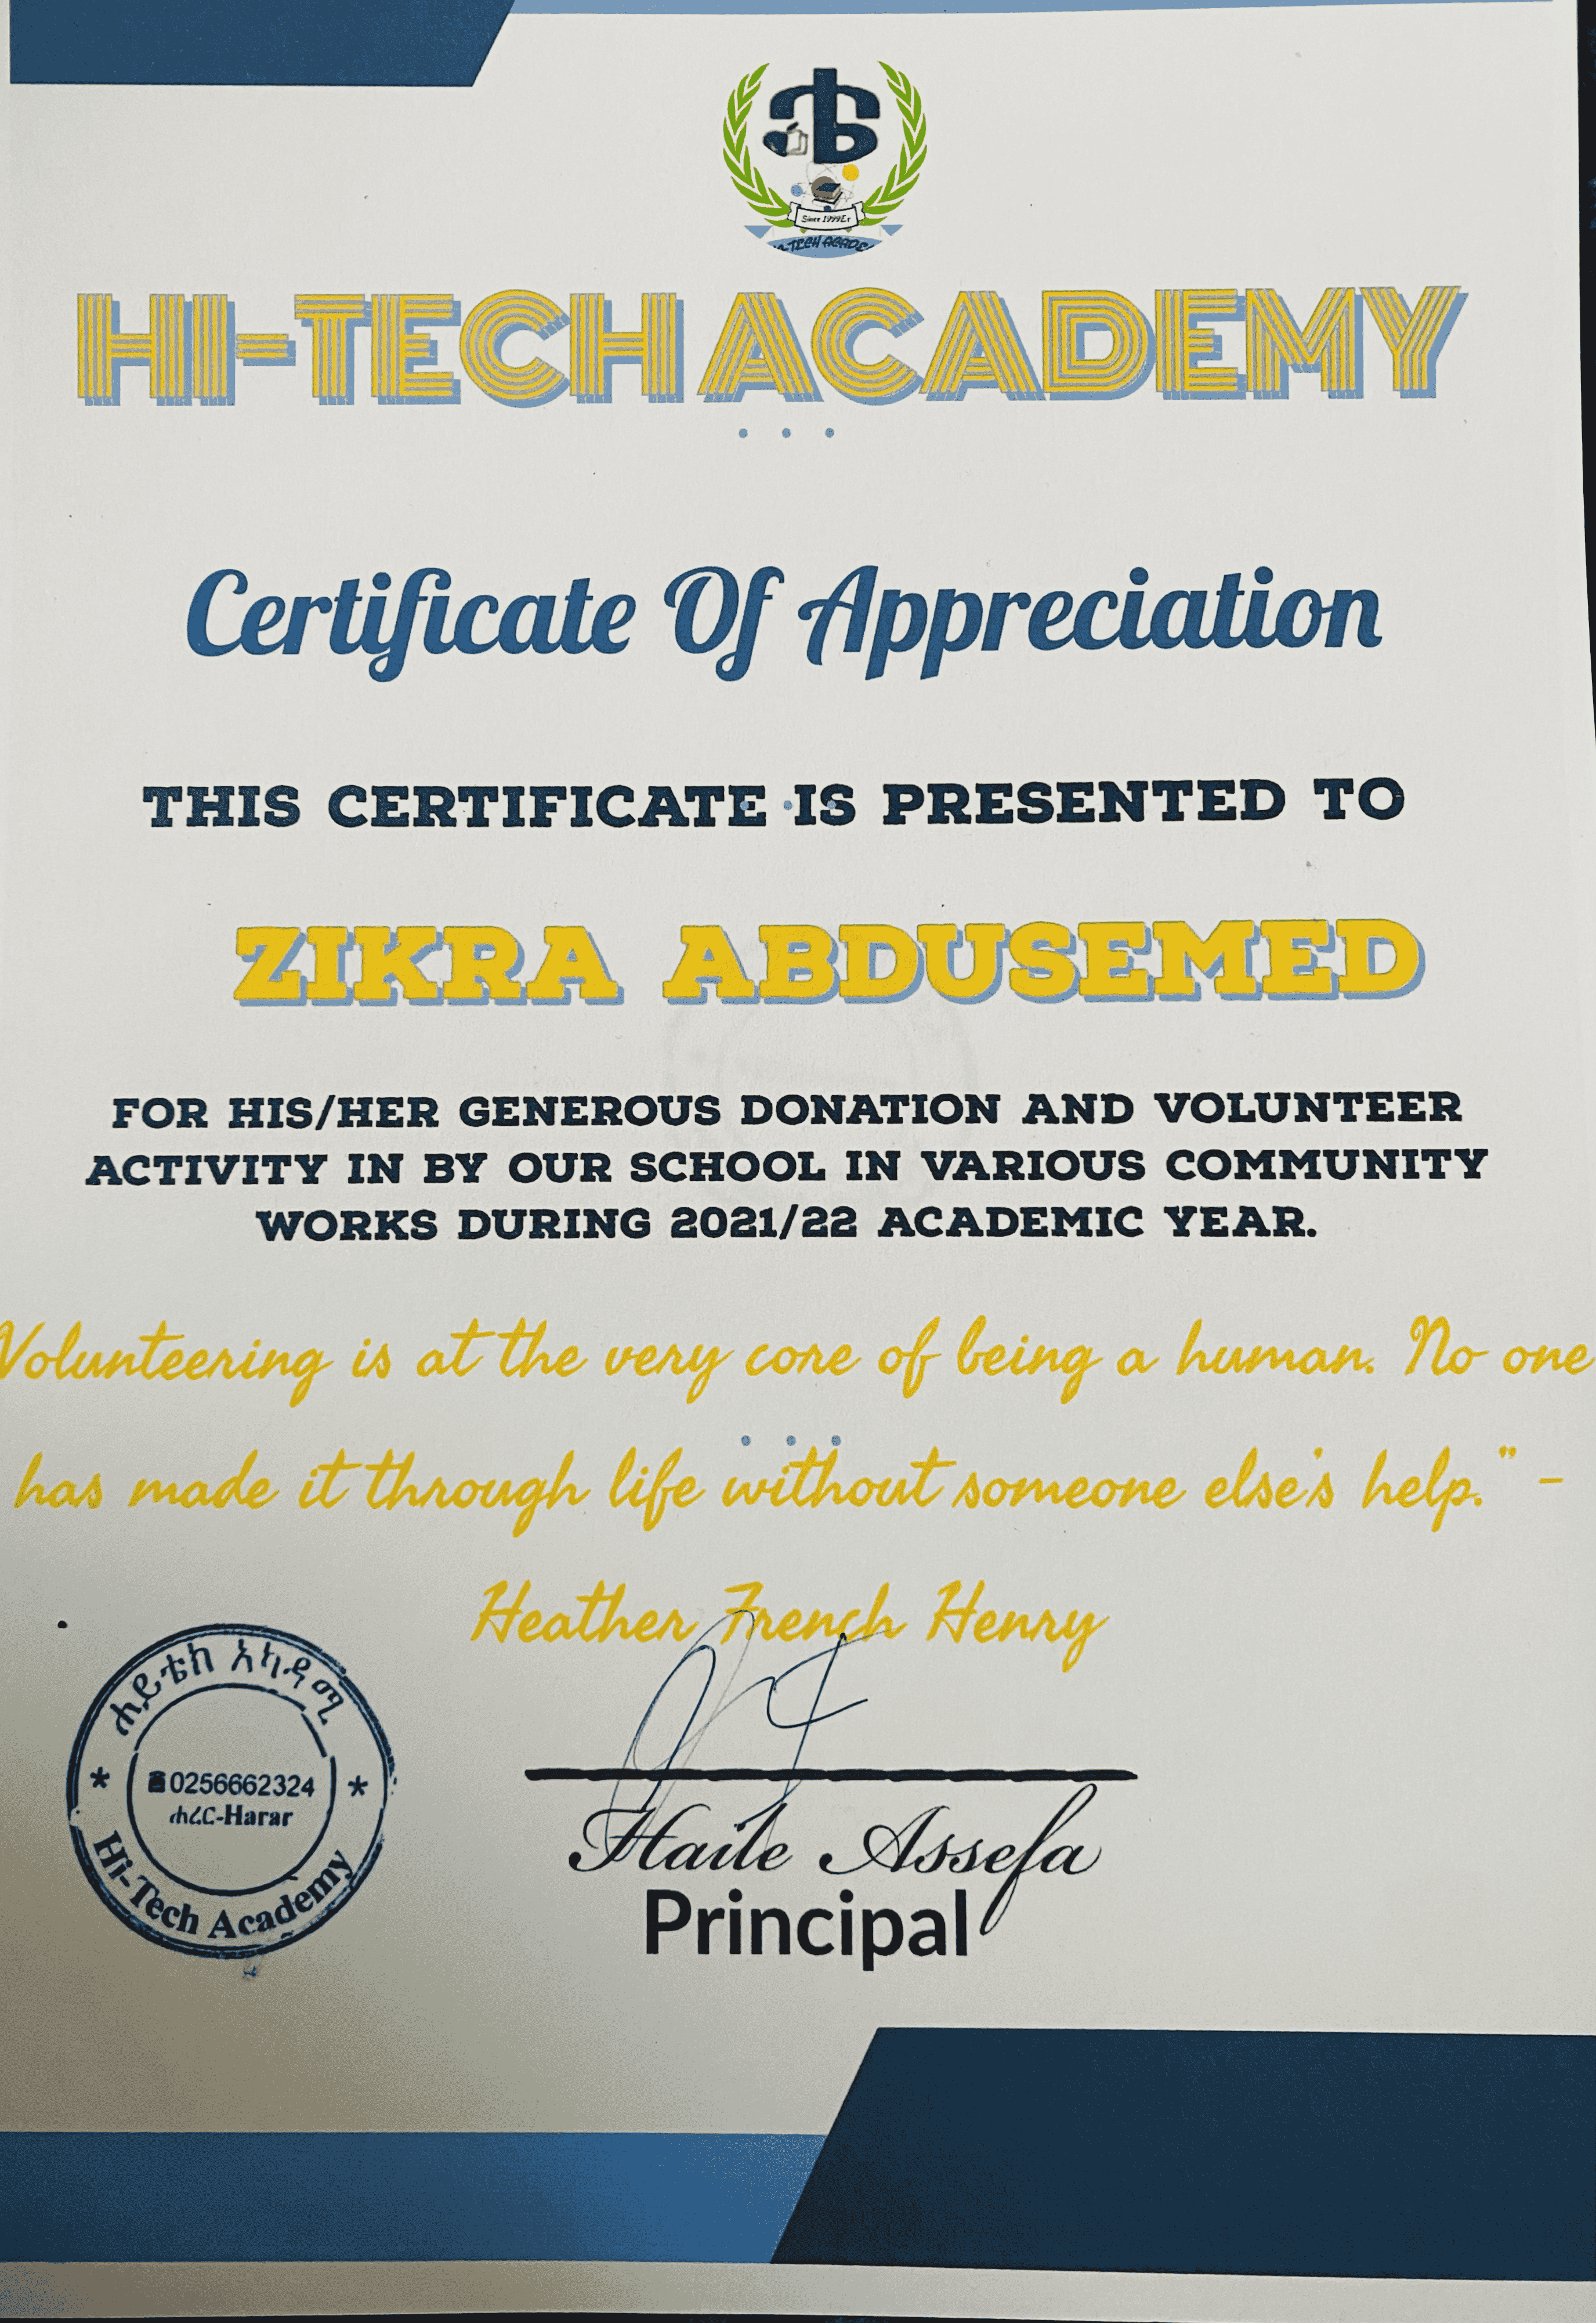 Since 1999E.c
HI-TECH ACADEMY
Certificate Of Appreciation
THIS CERTIFICATE IS PRESENTED TO
ZIKRA ABDUSEMED
FOR HIS/HER GENEROUS DONATION AND VOLUNTEER
ACTIVITY IN BY OUR SCHOOL IN VARIOUS COMMUNITY
WORKS DURING 2021/22 ACADEMIC YEAR.
Volunteering is at the very core of being a human. No one
has made it through life without someone else's help." -
Heather French Henry
ሐይቴክ አካዳሚ
☎0256662324
ሐረር-Harar
Hi-Tech Academy
Haile Assefa
Principal